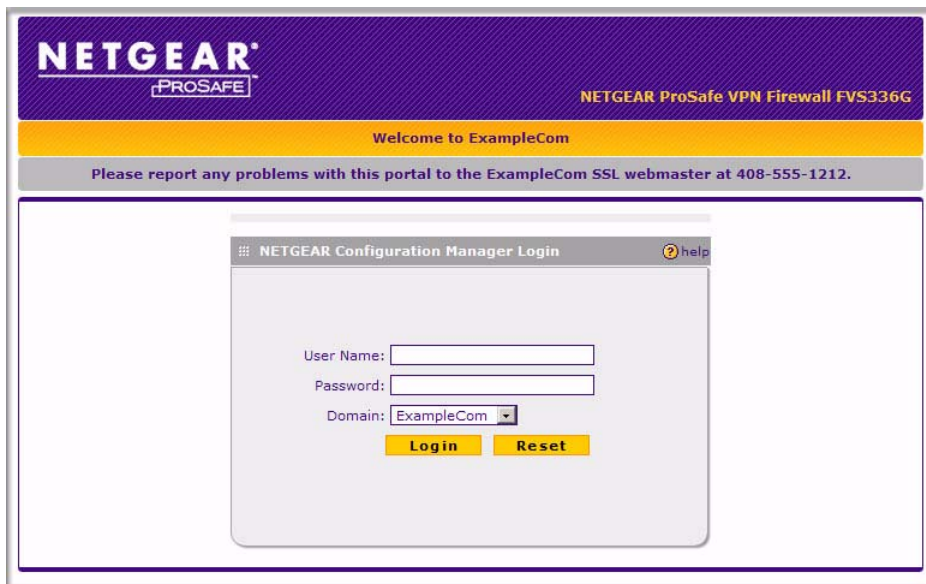 NETGEAR®
PROSAFE™
NETGEAR ProSafe VPN Firewall FVS336G
Welcome to ExampleCom
Please report any problems with this portal to the ExampleCom SSL webmaster at 408-555-1212.
NETGEAR Configuration Manager Login
? help
User Name:
Password:
Domain: ExampleCom
Login Reset